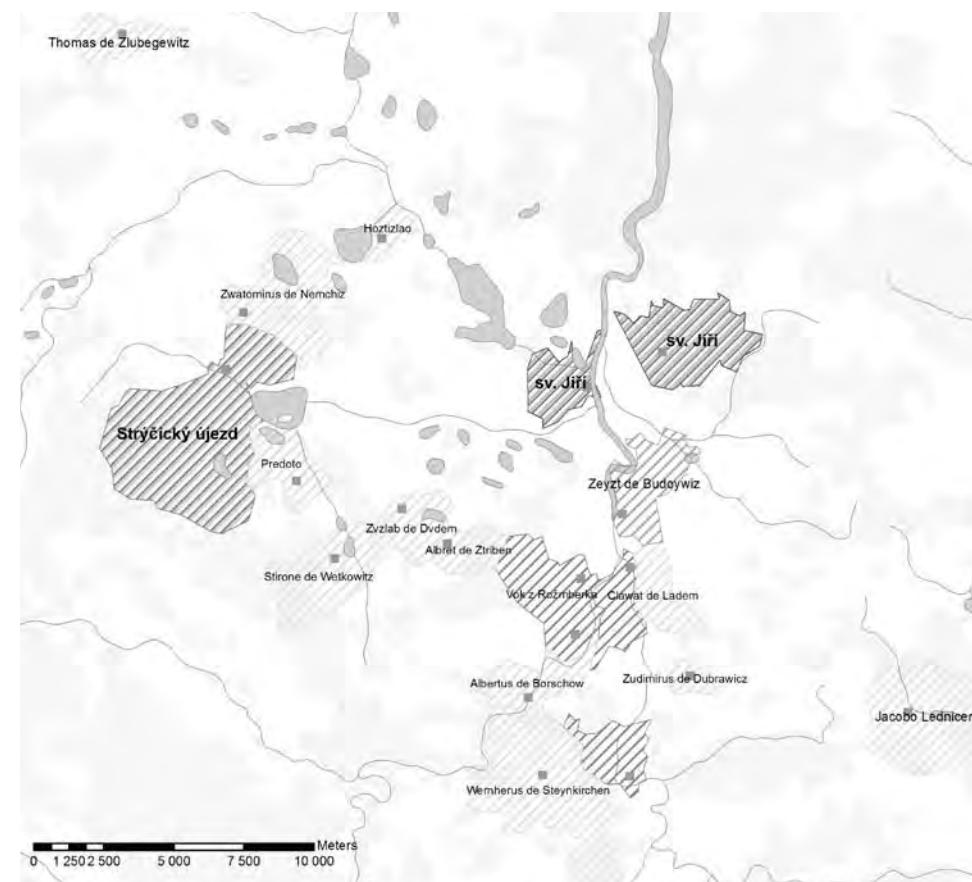 Thomas de Zlubegewitz
Hoztizlao
Zwatomirus de Nemchiz
sv. Jiří
sv. Jiří
Strýčický újezd
Predoto
Zeyzt de Budoywiz
Zvzlab de Dvdem
Albret de Ztriben
Stirone de Wetkowitz
Vok z Rožmberka
Clawat de Ladem
Albertus de Borschow
Zudimirus de Dubrawicz
Jacobo Lednicer
Wernherus de Steynkirchen
Meters
0 1 250 2 500 5 000 7 500 10 000